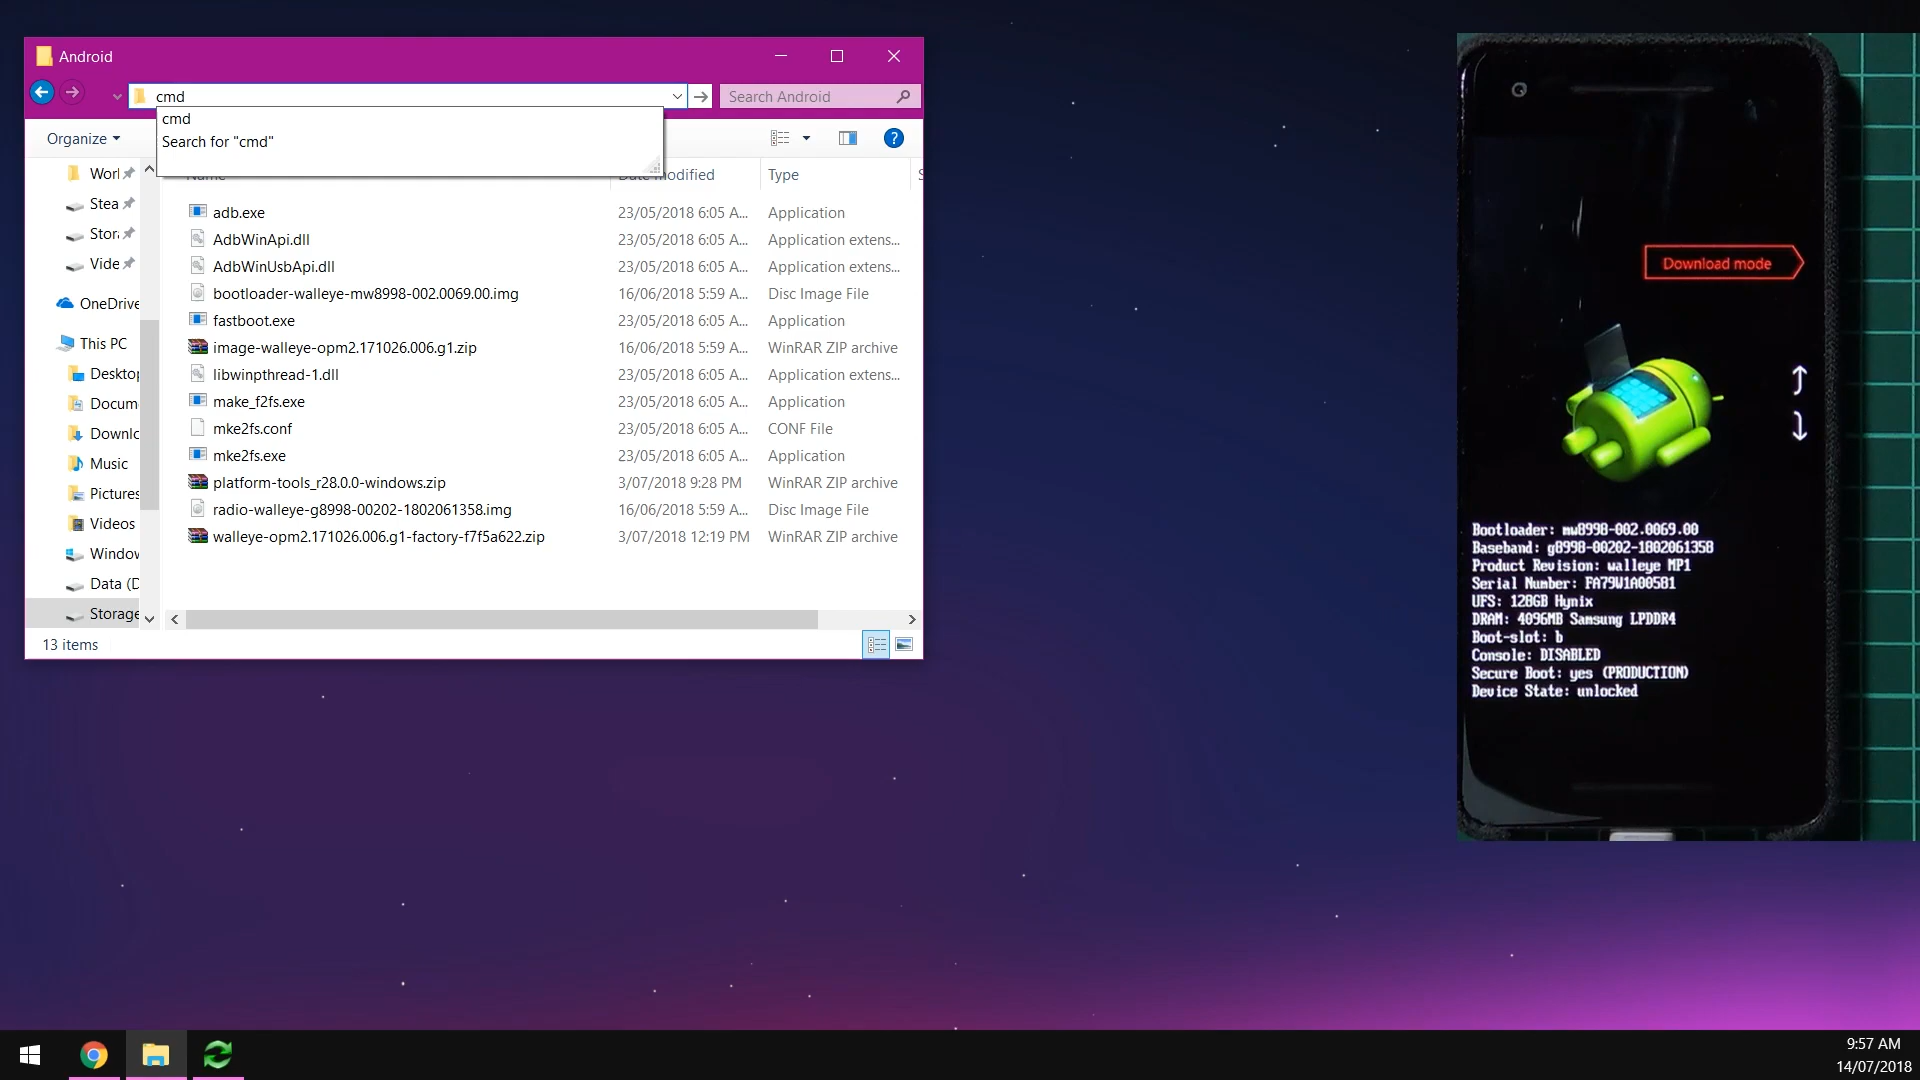 Android
cmd
Search Android
cmd
Search for "cmd"
Organize
Date modified
Type
Stea
Stora
Vide
OneDrive
This PC
Desktop
Docum
Downlo
Music
Pictures
Videos
Window
Data (D
Storage
adb.exe 23/05/2018 6:05 A... Application
AdbWinApi.dll 23/05/2018 6:05 A... Application extens...
AdbWinUsbApi.dll 23/05/2018 6:05 A... Application extens...
bootloader-walleye-mw8998-002.0069.00.img 16/06/2018 5:59 A... Disc Image File
fastboot.exe 23/05/2018 6:05 A... Application
image-walleye-opm2.171026.006.g1.zip 16/06/2018 5:59 A... WinRAR ZIP archive
libwinpthread-1.dll 23/05/2018 6:05 A... Application extens...
make_f2fs.exe 23/05/2018 6:05 A... Application
mke2fs.conf 23/05/2018 6:05 A... CONF File
mke2fs.exe 23/05/2018 6:05 A... Application
platform-tools_r28.0.0-windows.zip 3/07/2018 9:28 PM WinRAR ZIP archive
radio-walleye-g8998-00202-1802061358.img 16/06/2018 5:59 A... Disc Image File
walleye-opm2.171026.006.g1-factory-f7f5a622.zip 3/07/2018 12:19 PM WinRAR ZIP archive
13 items
Download mode
Bootloader: mw8998-002.0069.00
Baseband: g8998-00202-1802061358
Product Revision: walleye MP1
Serial Number: FA79W1A00581
UFS: 128GB Hynix
DRAM: 4096MB Samsung LPDDR4
Boot-slot: b
Console: DISABLED
Secure Boot: yes (PRODUCTION)
Device State: unlocked
9:57 AM
14/07/2018